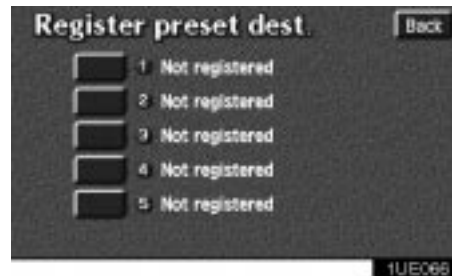 Register preset dest.
Back
1 Not registered
2 Not registered
3 Not registered
4 Not registered
5 Not registered
1UE066